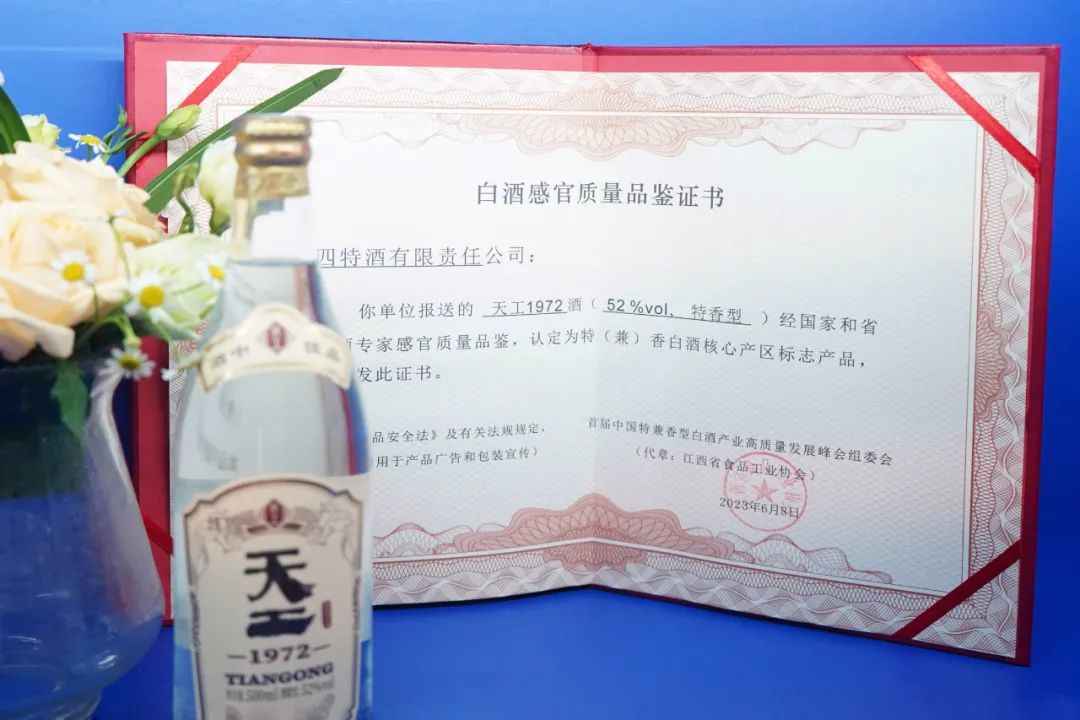 白酒感官质量品鉴证书
四特酒有限责任公司：
你单位报送的 天工1972 酒（ 52%vol, 特香型 ）经国家和省
专家感官质量品鉴，认定为特（兼）香白酒核心产区标志产品，
发此证书。
品安全法》及有关法规规定，
用于产品广告和包装宣传）
首届中国特兼香型白酒产业高质量发展峰会组委会
（代章：江西省食品工业协会）
2023年6月8日
天工
1972
TIANGONG